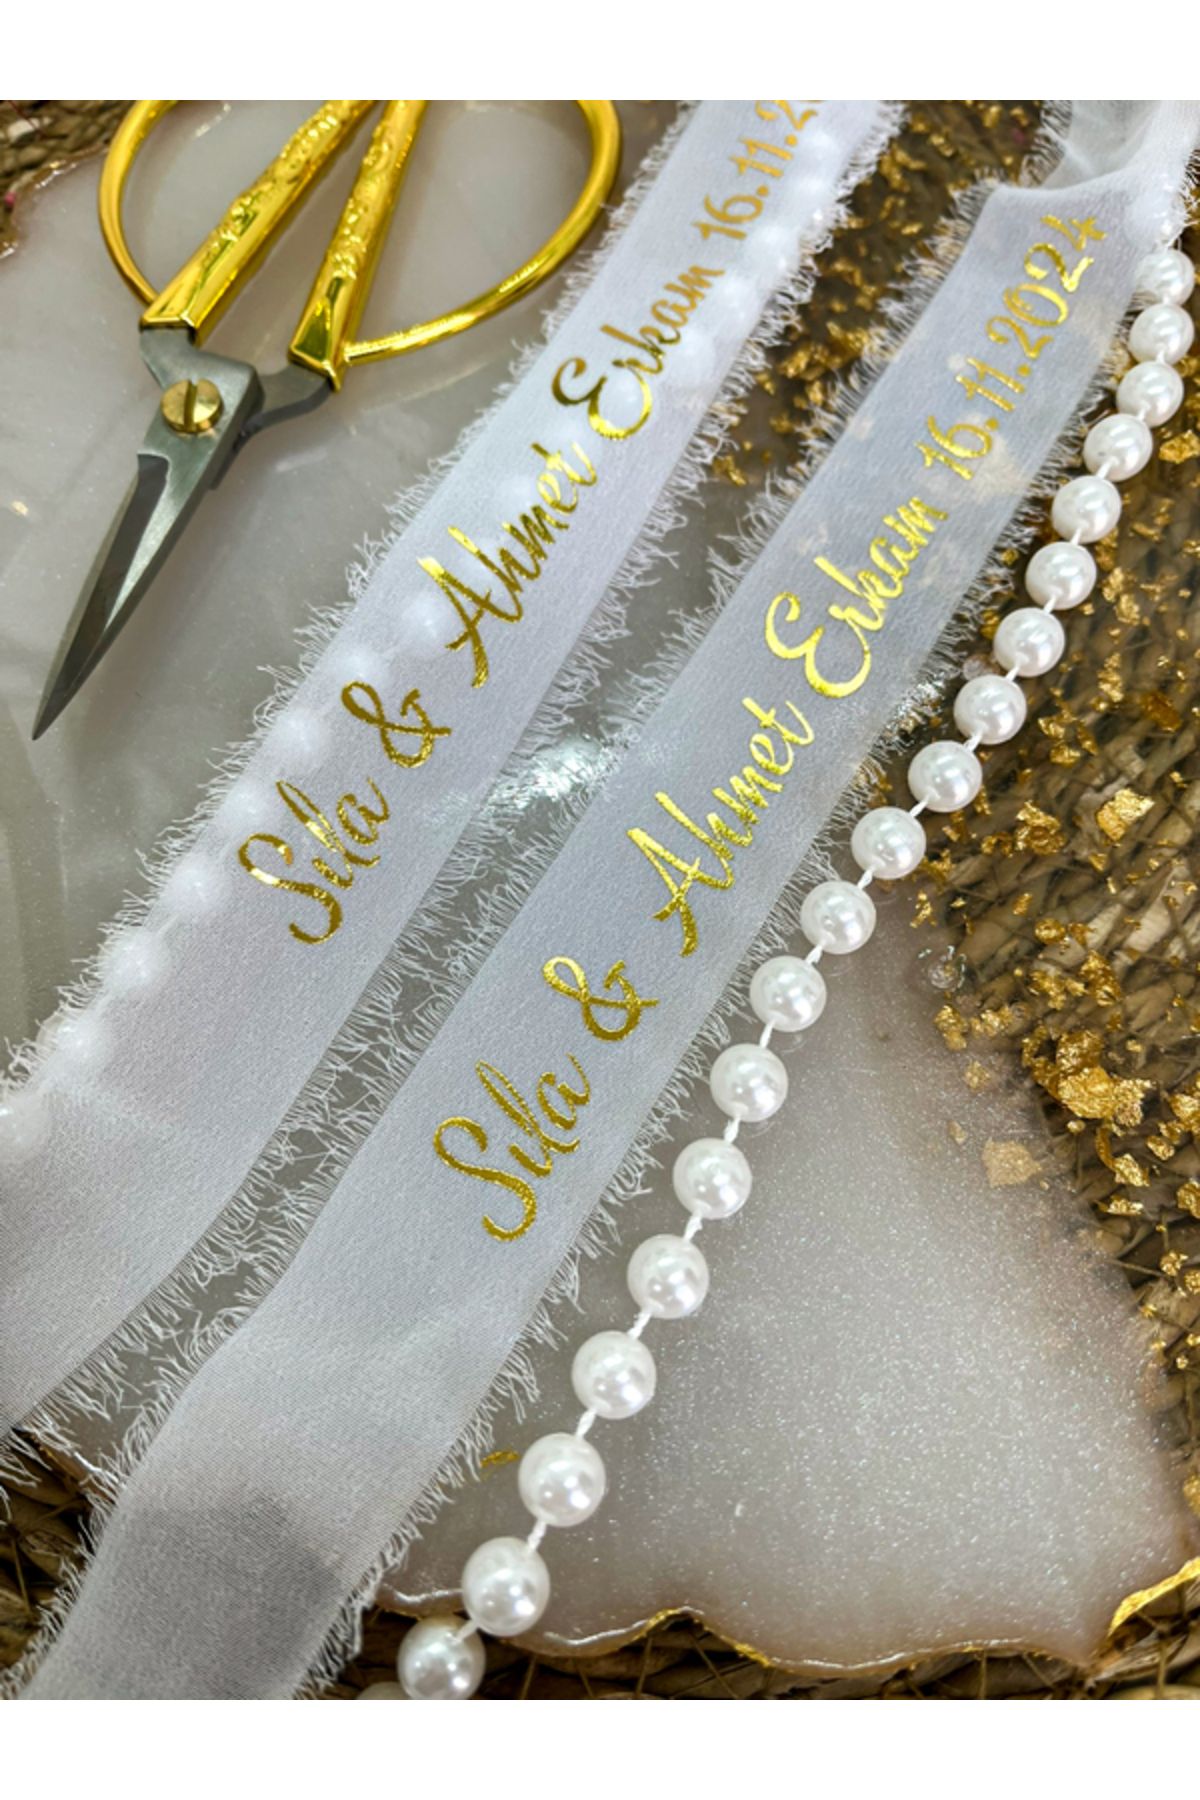 Sıla & Ahmet Erkam 16.11.2
Sıla & Ahmet Erkam 16.11.2024